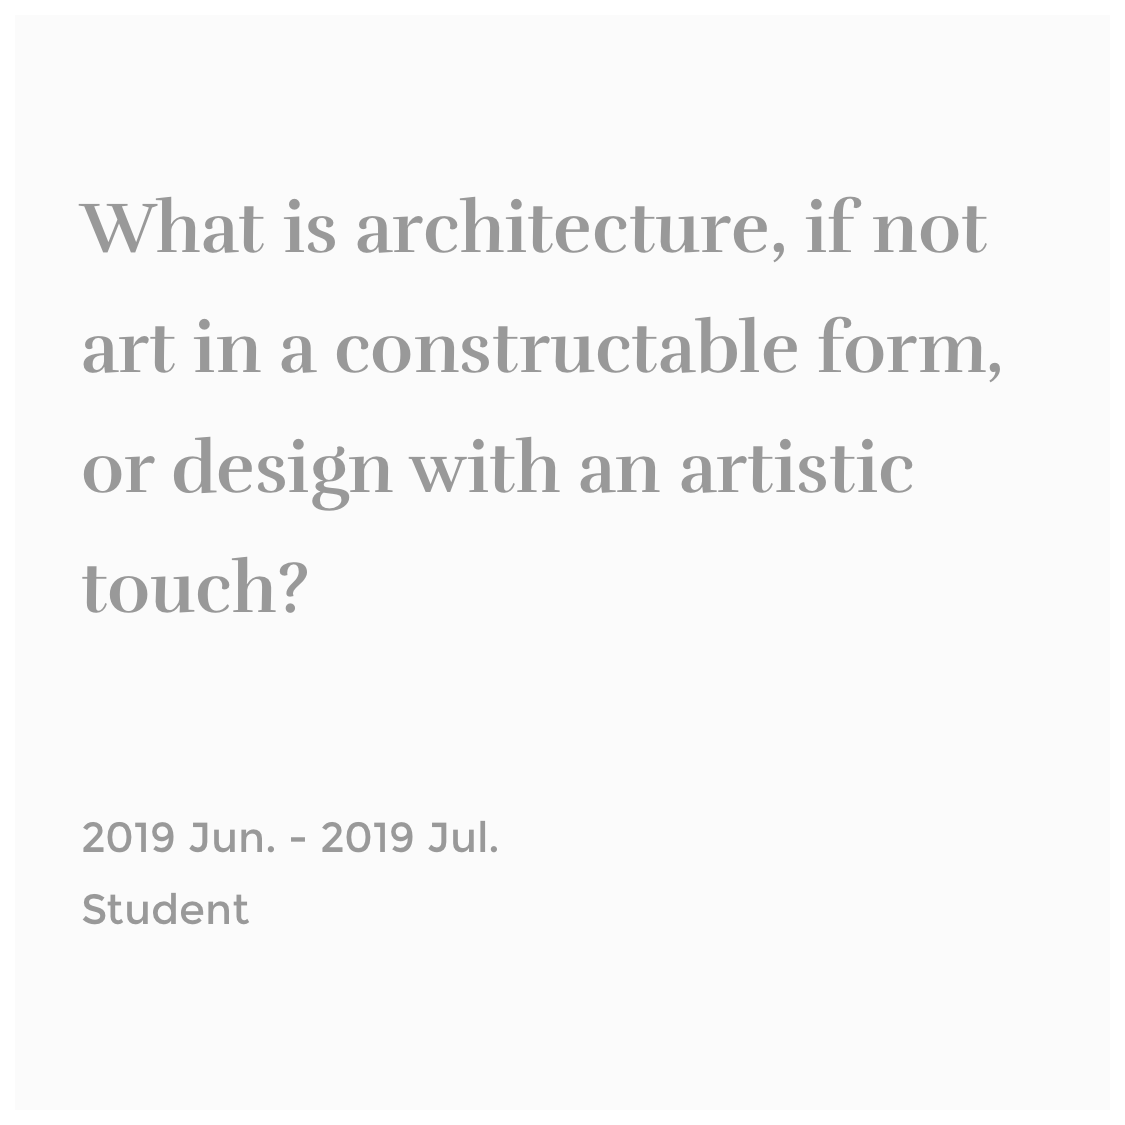 What is architecture, if not
art in a constructable form,
or design with an artistic
touch?
2019 Jun. - 2019 Jul.
Student